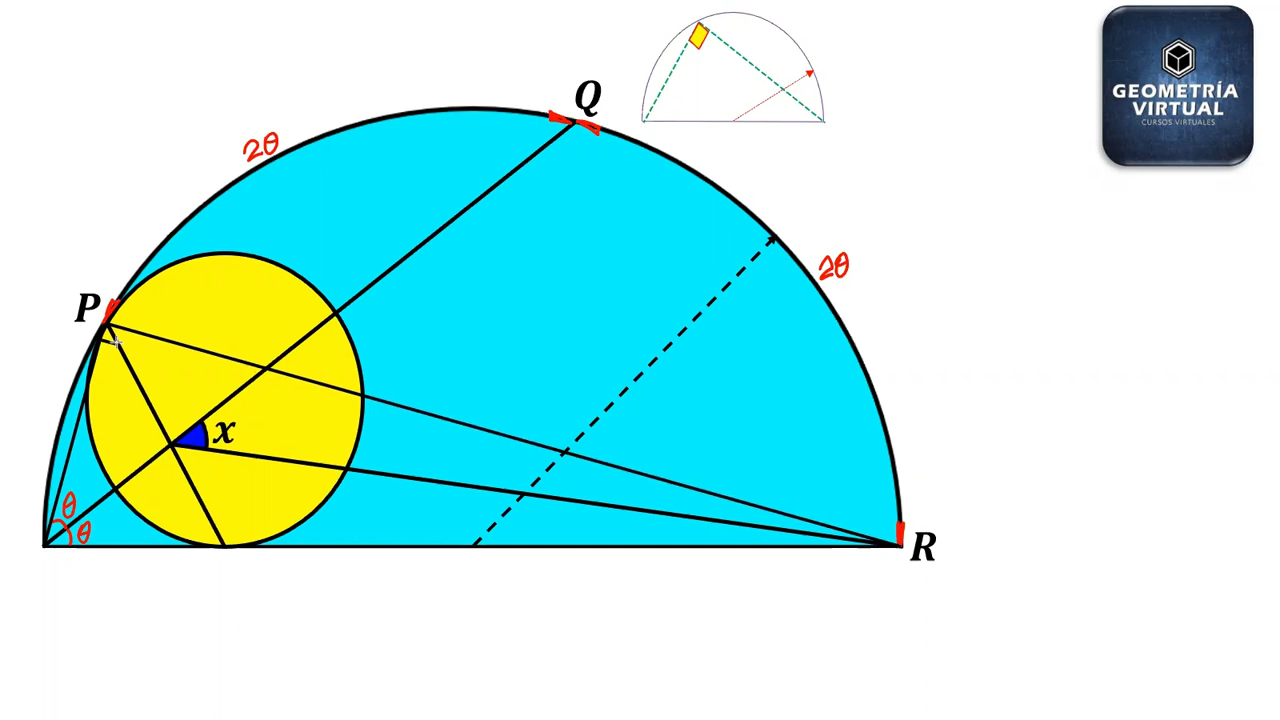 Q
2θ
2θ
P
x
θ
θ
R
GEOMETRÍA
VIRTUAL
CURSOS VIRTUALES